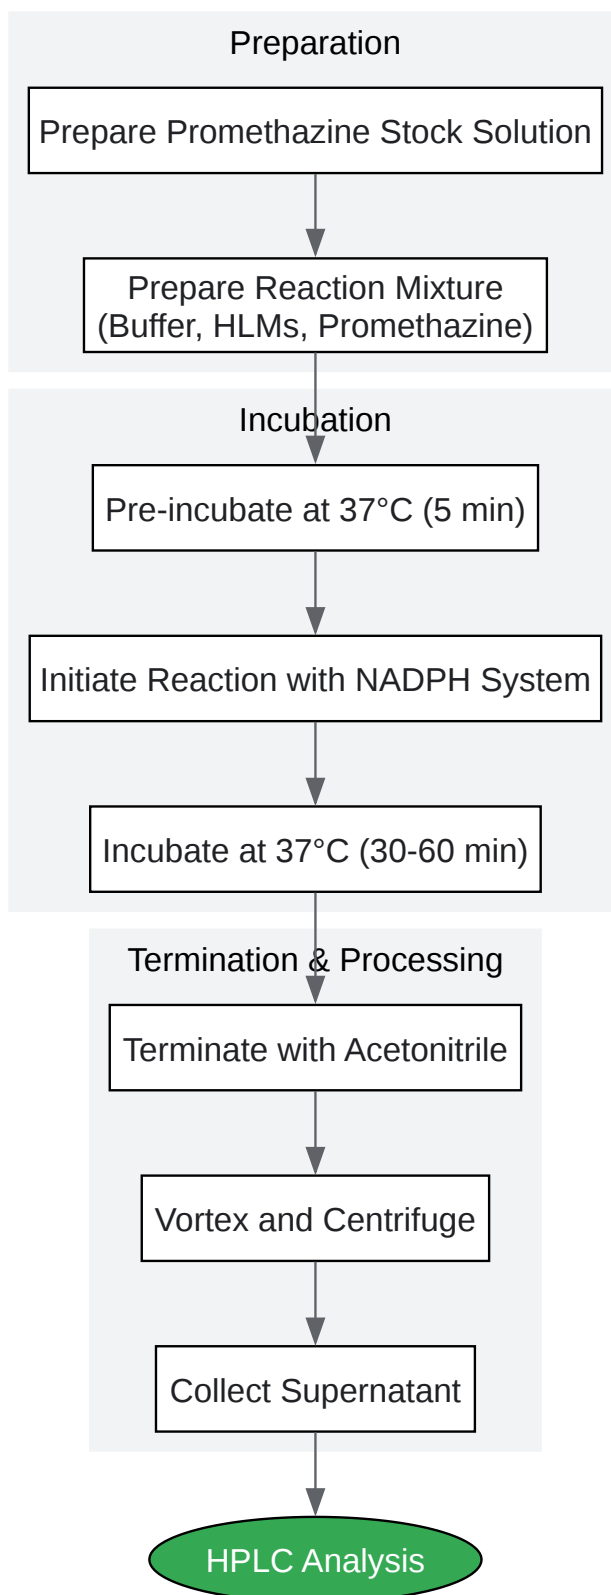 Preparation
Prepare Promethazine Stock Solution
Prepare Reaction Mixture
(Buffer, HLMs, Promethazine)
Incubation
Pre-incubate at 37°C (5 min)
Initiate Reaction with NADPH System
Incubate at 37°C (30-60 min)
Termination & Processing
Terminate with Acetonitrile
Vortex and Centrifuge
Collect Supernatant
HPLC Analysis